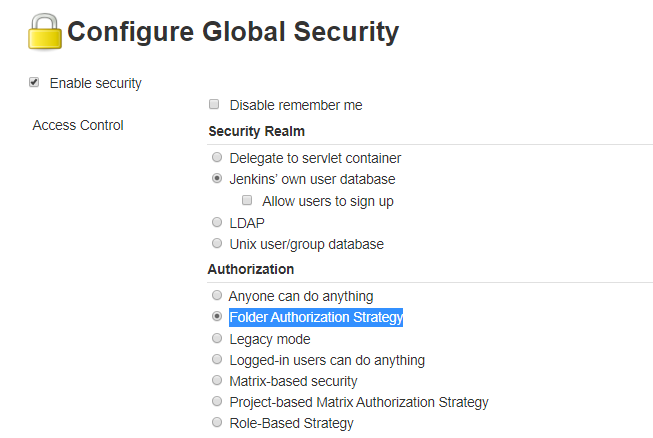 Configure Global Security
Enable security
Disable remember me
Access Control
Security Realm
Delegate to servlet container
Jenkins' own user database
Allow users to sign up
LDAP
Unix user/group database
Authorization
Anyone can do anything
Folder Authorization Strategy
Legacy mode
Logged-in users can do anything
Matrix-based security
Project-based Matrix Authorization Strategy
Role-Based Strategy